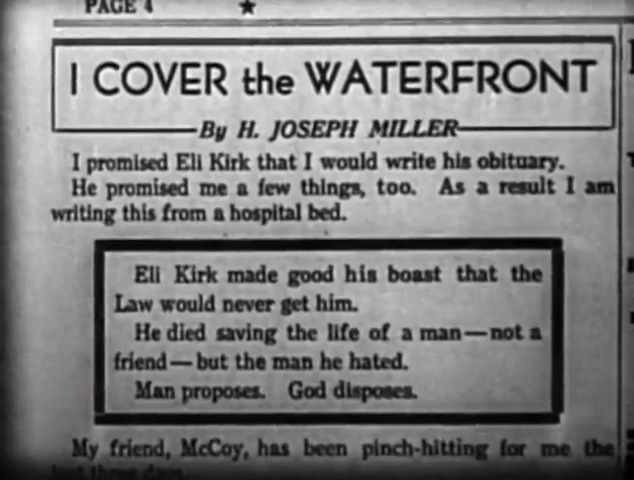 PAGE 4 ★
I COVER the WATERFRONT
By H. JOSEPH MILLER
I promised Eli Kirk that I would write his obituary.
He promised me a few things, too. As a result I am
writing this from a hospital bed.
Eli Kirk made good his boast that the
Law would never get him.
He died saving the life of a man—not a
friend—but the man he hated.
Man proposes. God disposes.
My friend, McCoy, has been pinch-hitting for me the